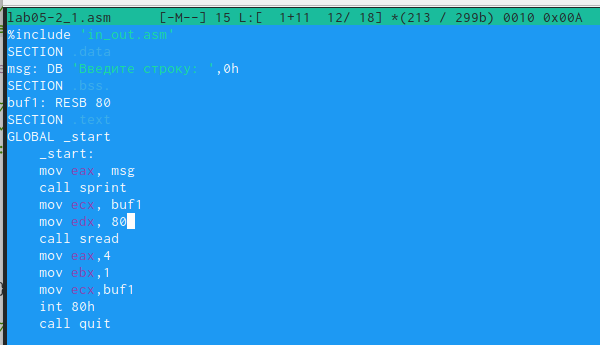 lab05-2_1.asm [-M--] 15 L:[ 1+11 12/ 18] *(213 / 299b) 0010 0x00A
%include 'in_out.asm'
SECTION .data
msg: DB 'Введите строку: ',0h
SECTION .bss.
buf1: RESB 80
SECTION .text
GLOBAL _start
_start:
mov eax, msg
call sprint
mov ecx, buf1
mov edx, 80
call sread
mov eax,4
mov ebx,1
mov ecx,buf1
int 80h
call quit